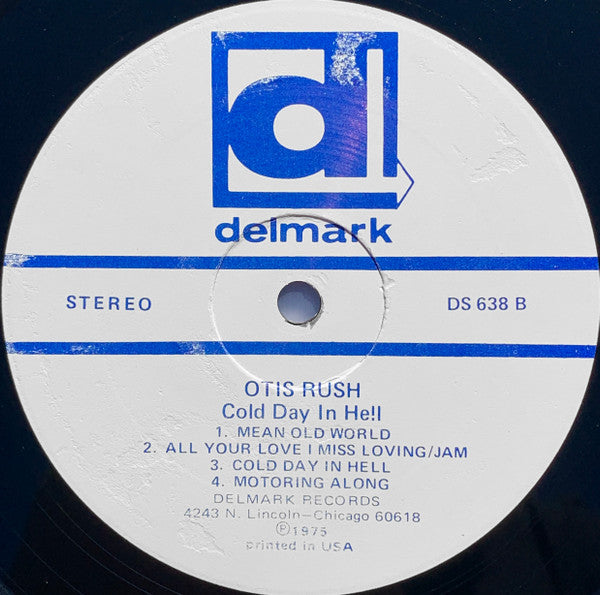 dl
delmark
STEREO
DS 638 B
OTIS RUSH
Cold Day In Hell
1. MEAN OLD WORLD
2. ALL YOUR LOVE I MISS LOVING/JAM
3. COLD DAY IN HELL
4. MOTORING ALONG
DELMARK RECORDS
4243 N. Lincoln—Chicago 60618
℗1975
printed in USA